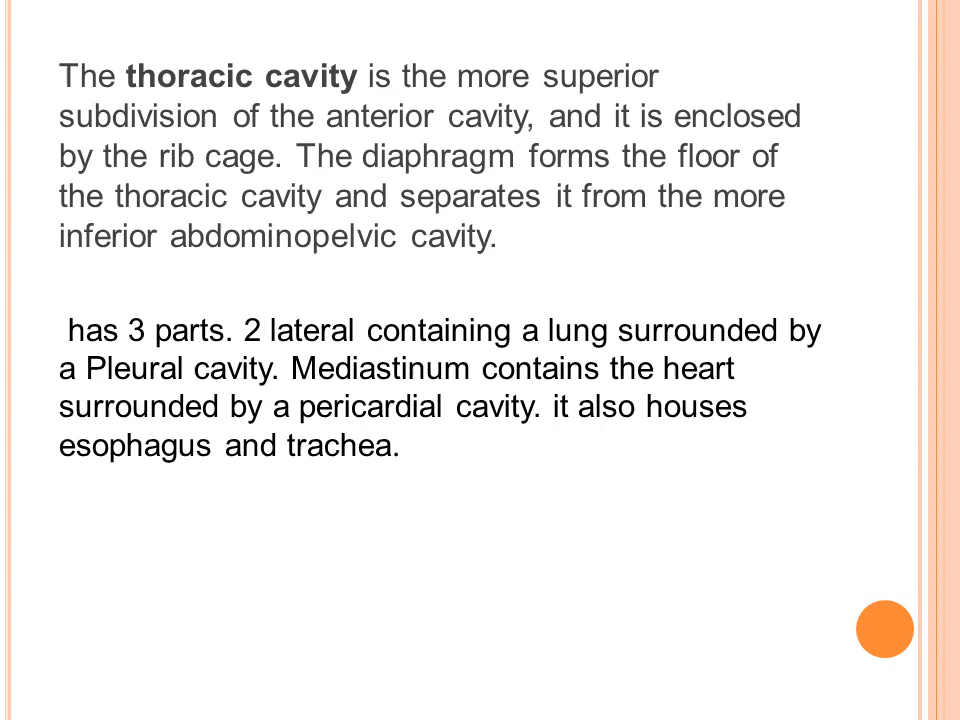 The thoracic cavity is the more superior
subdivision of the anterior cavity, and it is enclosed
by the rib cage. The diaphragm forms the floor of
the thoracic cavity and separates it from the more
inferior abdominopelvic cavity.
has 3 parts. 2 lateral containing a lung surrounded by
a Pleural cavity. Mediastinum contains the heart
surrounded by a pericardial cavity. it also houses
esophagus and trachea.